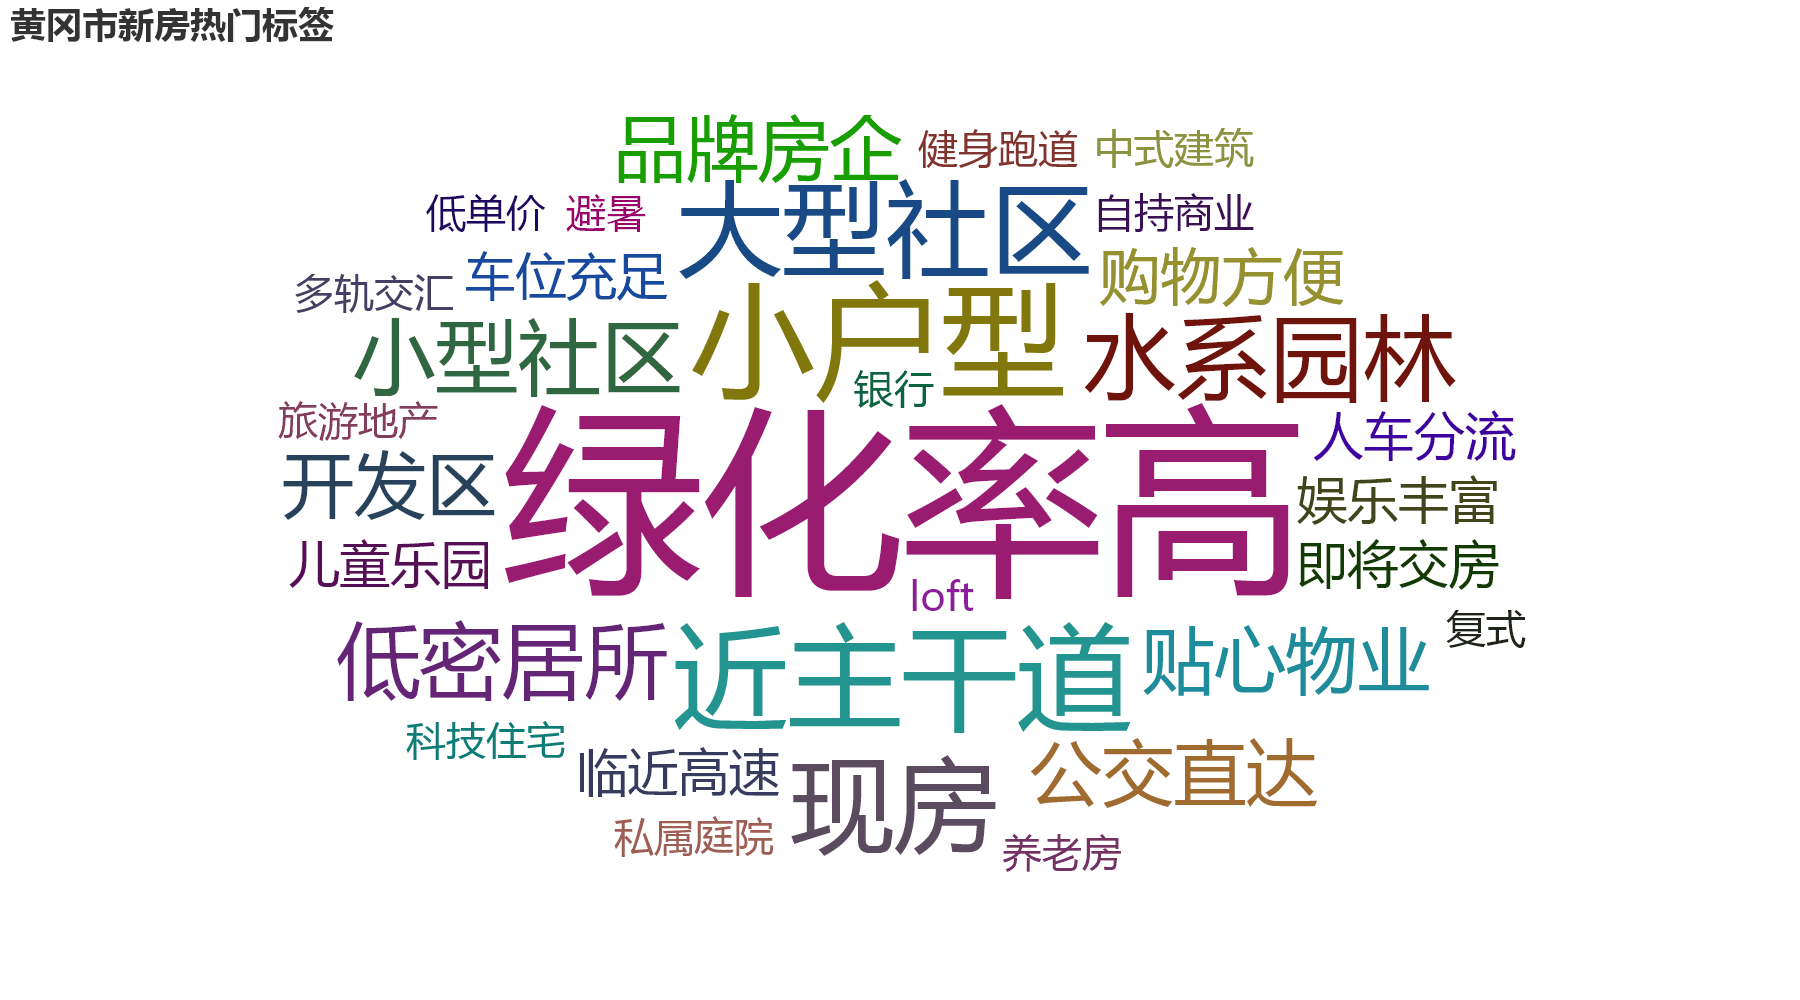 黄冈市新房热门标签
品牌房企
健身跑道
中式建筑
低单价
避暑
大型社区
自持商业
多轨交汇
车位充足
购物方便
小型社区
小户型
水系园林
银行
旅游地产
绿化率高
人车分流
开发区
娱乐丰富
儿童乐园
即将交房
loft
复式
低密居所
近主干道
贴心物业
科技住宅
临近高速
现房
公交直达
私属庭院
养老房